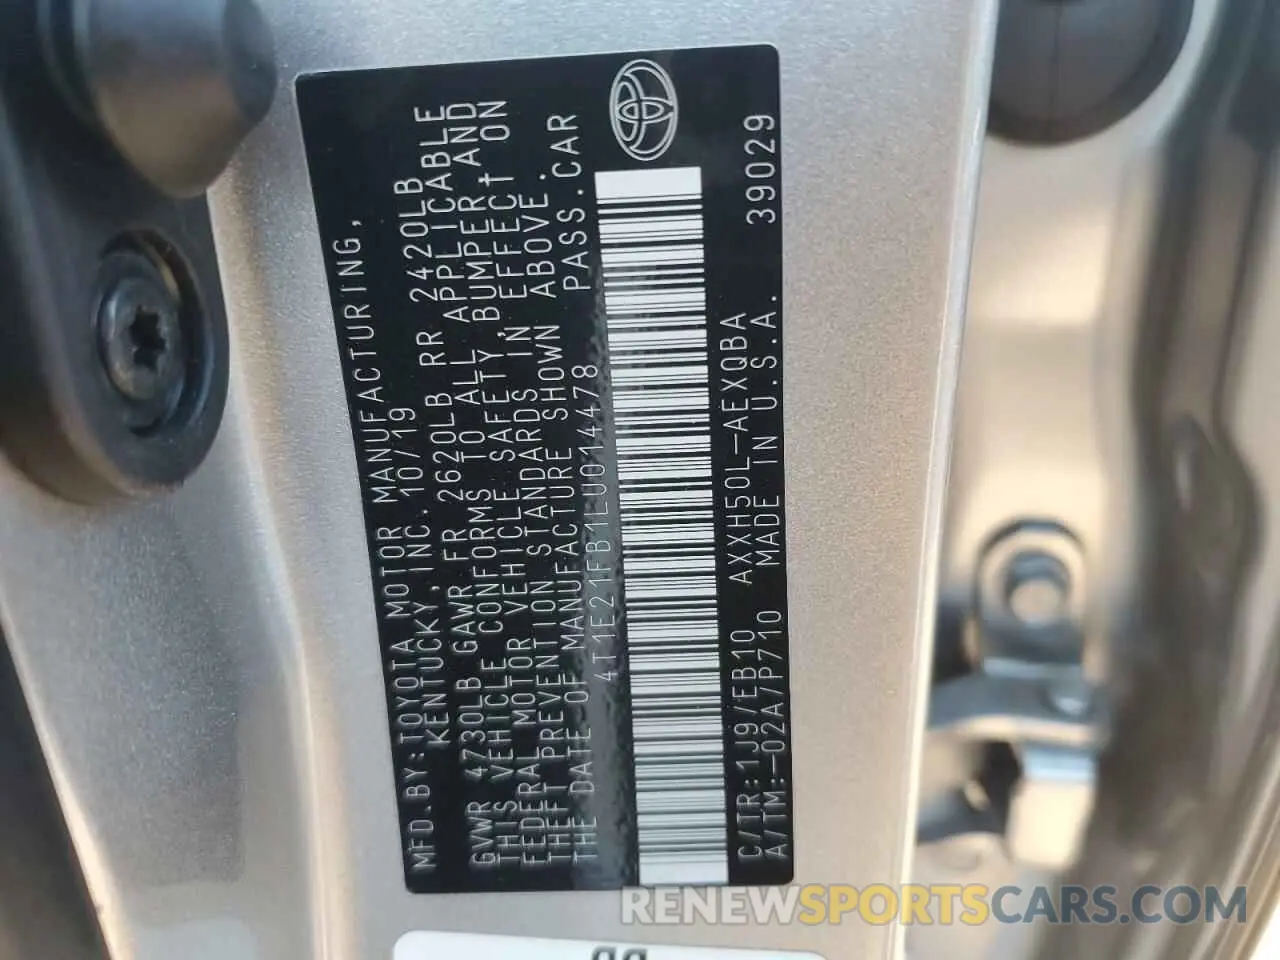 MFD.BY:TOYOTA MOTOR MANUFACTURING,
KENTUCKY, INC. 10/19
GVWR 4730LB GAWR FR 2620LB RR 2420LB
THIS VEHICLE CONFORMS TO ALL APPLICABLE
FEDERAL MOTOR VEHICLE SAFETY, BUMPER, AND
THEFT PREVENTION STANDARDS IN EFFECT ON
THE DATE OF MANUFACTURE SHOWN ABOVE.
4T1E21FB1LU014478 PASS.CAR
C/TR:1J9/EB10 AXXH50L-AEXQBA 39029
A/TM:-02A/P710 MADE IN U.S.A.
RENEWSPORTSCARS.COM